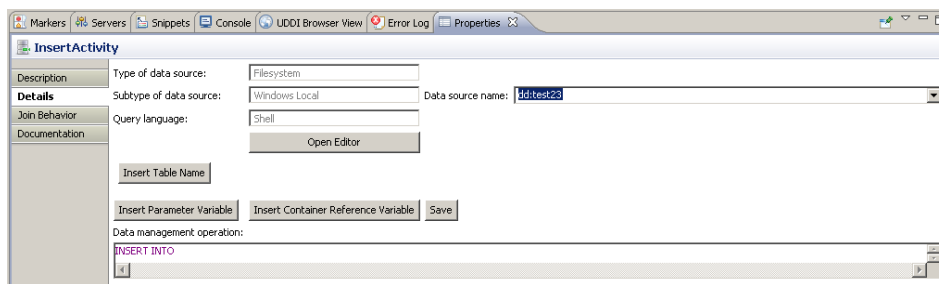 Markers Servers Snippets Console UDDI Browser View Error Log Properties
InsertActivity
Description
Details
Join Behavior
Documentation
Type of data source: Filesystem
Subtype of data source: Windows Local Data source name: dd:test23
Query language: Shell
Open Editor
Insert Table Name
Insert Parameter Variable Insert Container Reference Variable Save
Data management operation:
INSERT INTO